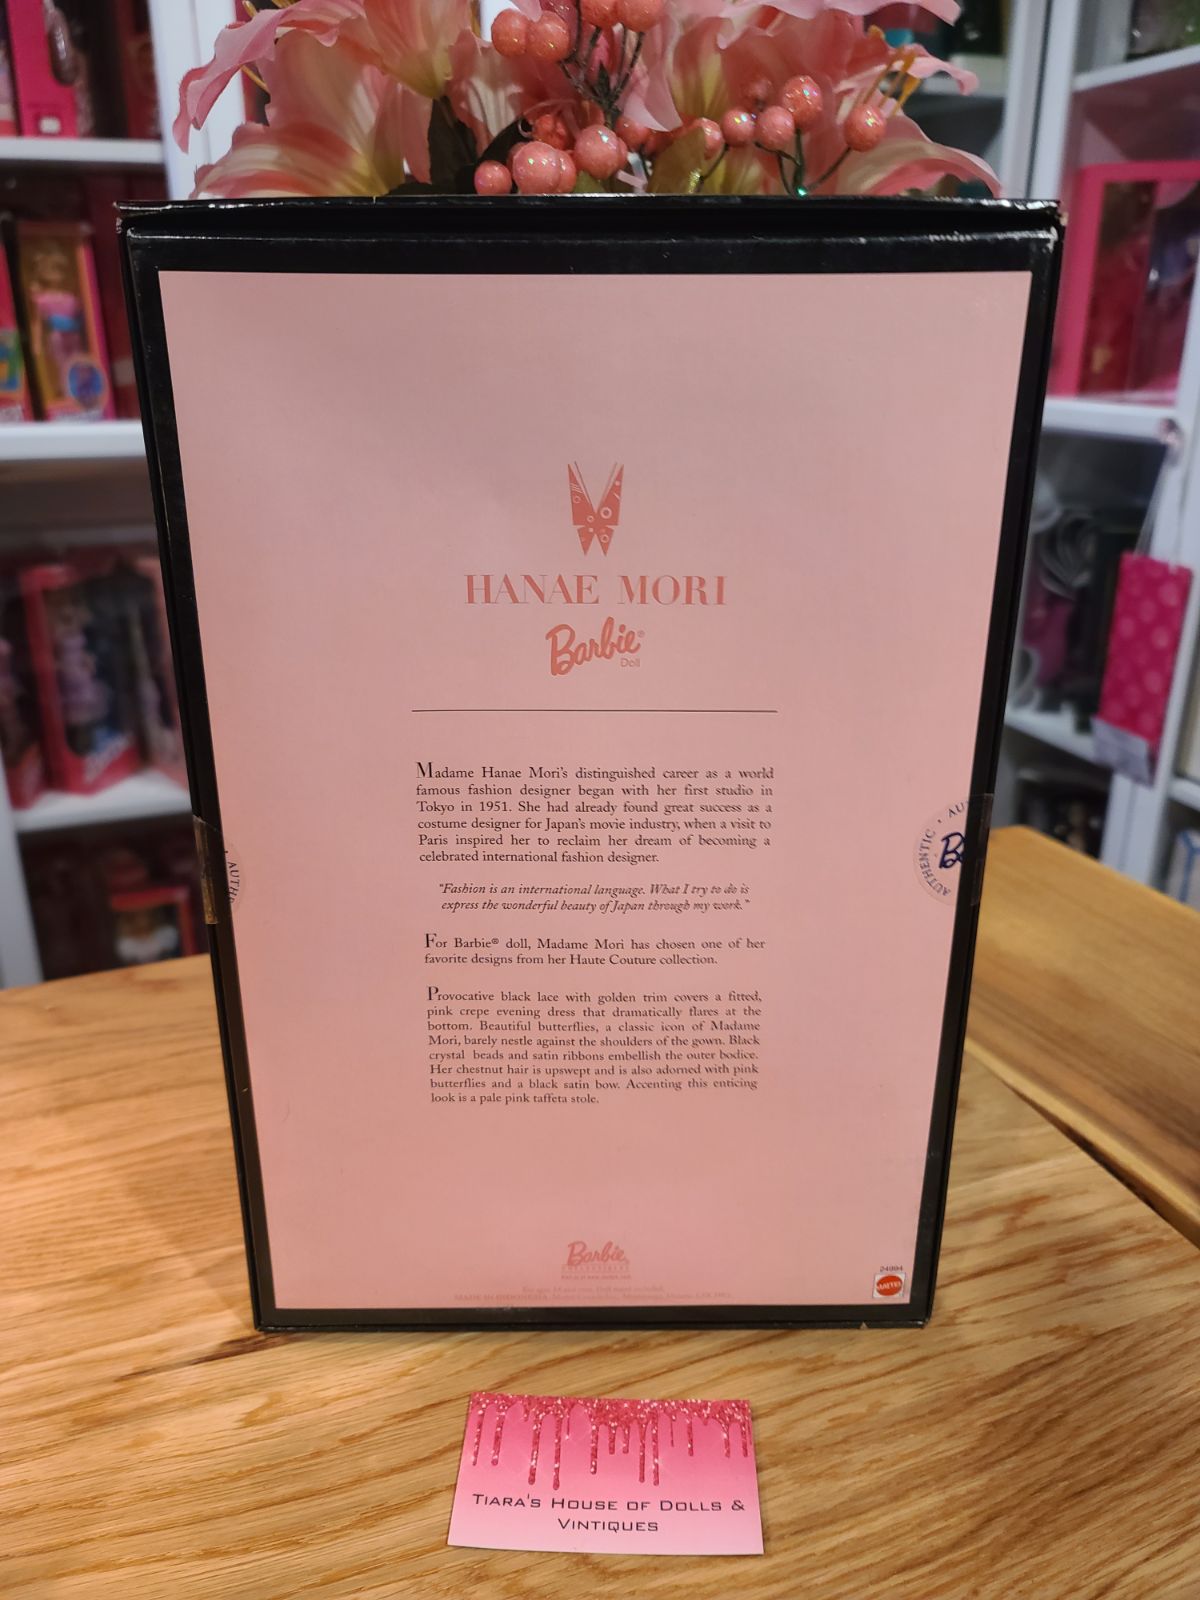 HANAE MORI
Barbie®
Doll
Madame Hanae Mori's distinguished career as a world
famous fashion designer began with her first studio in
Tokyo in 1951. She had already found great success as a
costume designer for Japan's movie industry, when a visit to
Paris inspired her to reclaim her dream of becoming a
celebrated international fashion designer.
"Fashion is an international language. What I try to do is
express the wonderful beauty of Japan through my work."
For Barbie® doll, Madame Mori has chosen one of her
favorite designs from her Haute Couture collection.
Provocative black lace with golden trim covers a fitted,
pink crepe evening dress that dramatically flares at the
bottom. Beautiful butterflies, a classic icon of Madame
Mori, barely nestle against the shoulders of the gown. Black
crystal beads and satin ribbons embellish the outer bodice.
Her chestnut hair is upswept and is also adorned with pink
butterflies and a black satin bow. Accenting this enticing
look is a pale pink taffeta stole.
AUTHENTIC • AU
B
AUTHE
Barbie
24994
MATTEL
MADE IN INDONESIA
TIARA'S HOUSE OF DOLLS &
VINTIQUES